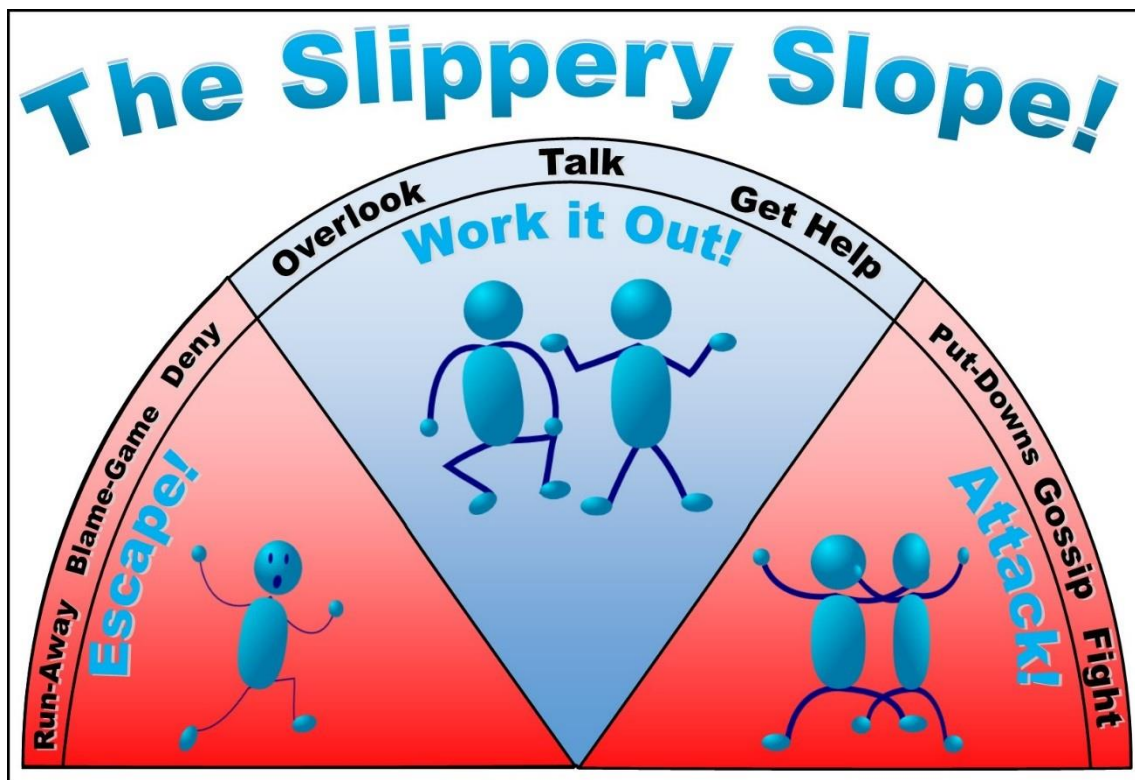 The Slippery Slope!
Overlook Talk Get Help
Work it Out!
Run-Away Blame-Game Deny
Escape!
Put-Downs Gossip Fight
Attack!